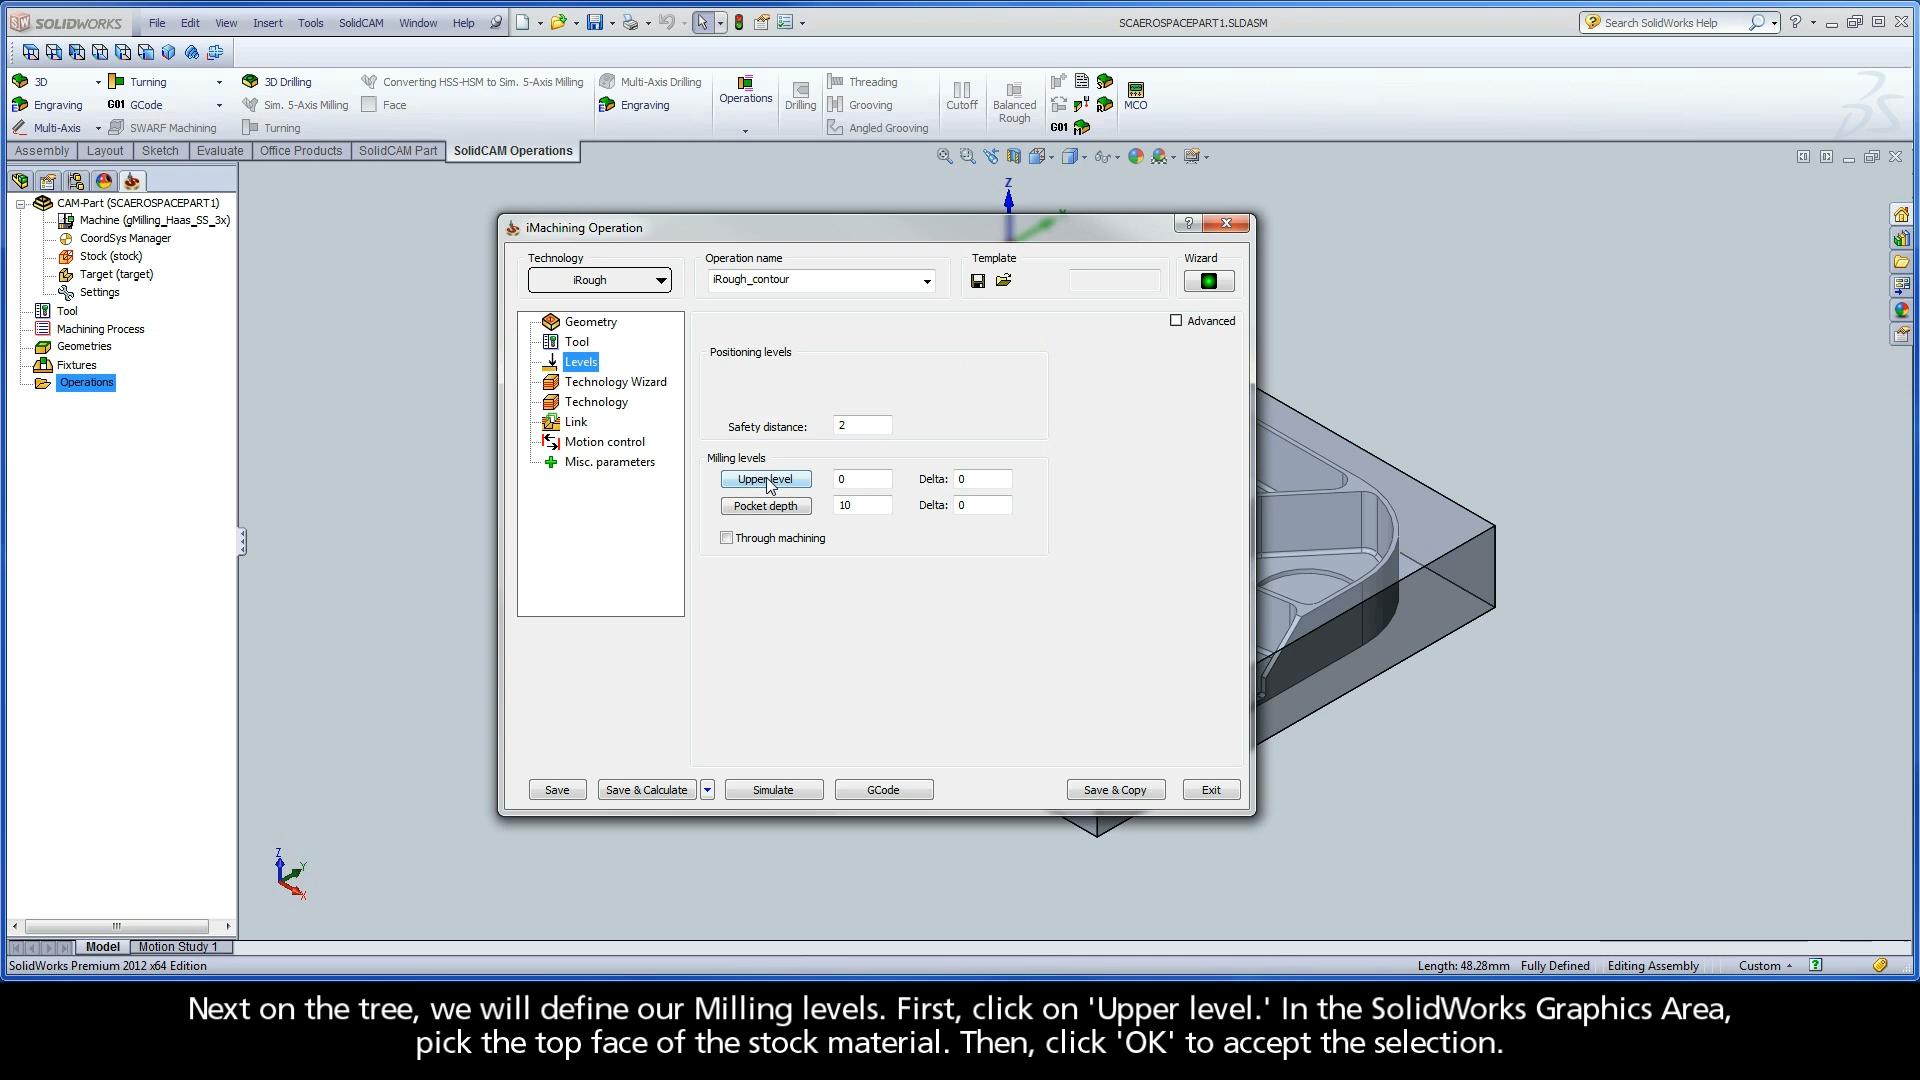 SOLIDWORKS File Edit View Insert Tools SolidCAM Window Help SCAEROSPACEPART1.SLDASM Search SolidWorks Help
3D Turning 3D Drilling Converting HSS-HSM to Sim. 5-Axis Milling Multi-Axis Drilling Threading
Engraving G01 GCode Sim. 5-Axis Milling Face Engraving Operations Drilling Grooving Cutoff Balanced Rough MCO
Multi-Axis SWARF Machining Turning Angled Grooving G01
Assembly Layout Sketch Evaluate Office Products SolidCAM Part SolidCAM Operations
CAM-Part (SCAEROSPACEPART1)
Machine (gMilling_Haas_SS_3x)
CoordSys Manager
Stock (stock)
Target (target)
Settings
Tool
Machining Process
Geometries
Fixtures
Operations
Z
iMachining Operation
Technology Operation name Template Wizard
iRough iRough_contour
Geometry
Tool
Levels
Technology Wizard
Technology
Link
Motion control
Misc. parameters
Advanced
Positioning levels
Safety distance: 2
Milling levels
Upper level 0 Delta: 0
Pocket depth 10 Delta: 0
Through machining
Save Save & Calculate Simulate GCode Save & Copy Exit
Z
Y
X
Model Motion Study 1
SolidWorks Premium 2012 x64 Edition Length: 48.28mm Fully Defined Editing Assembly Custom
Next on the tree, we will define our Milling levels. First, click on 'Upper level.' In the SolidWorks Graphics Area,
pick the top face of the stock material. Then, click 'OK' to accept the selection.